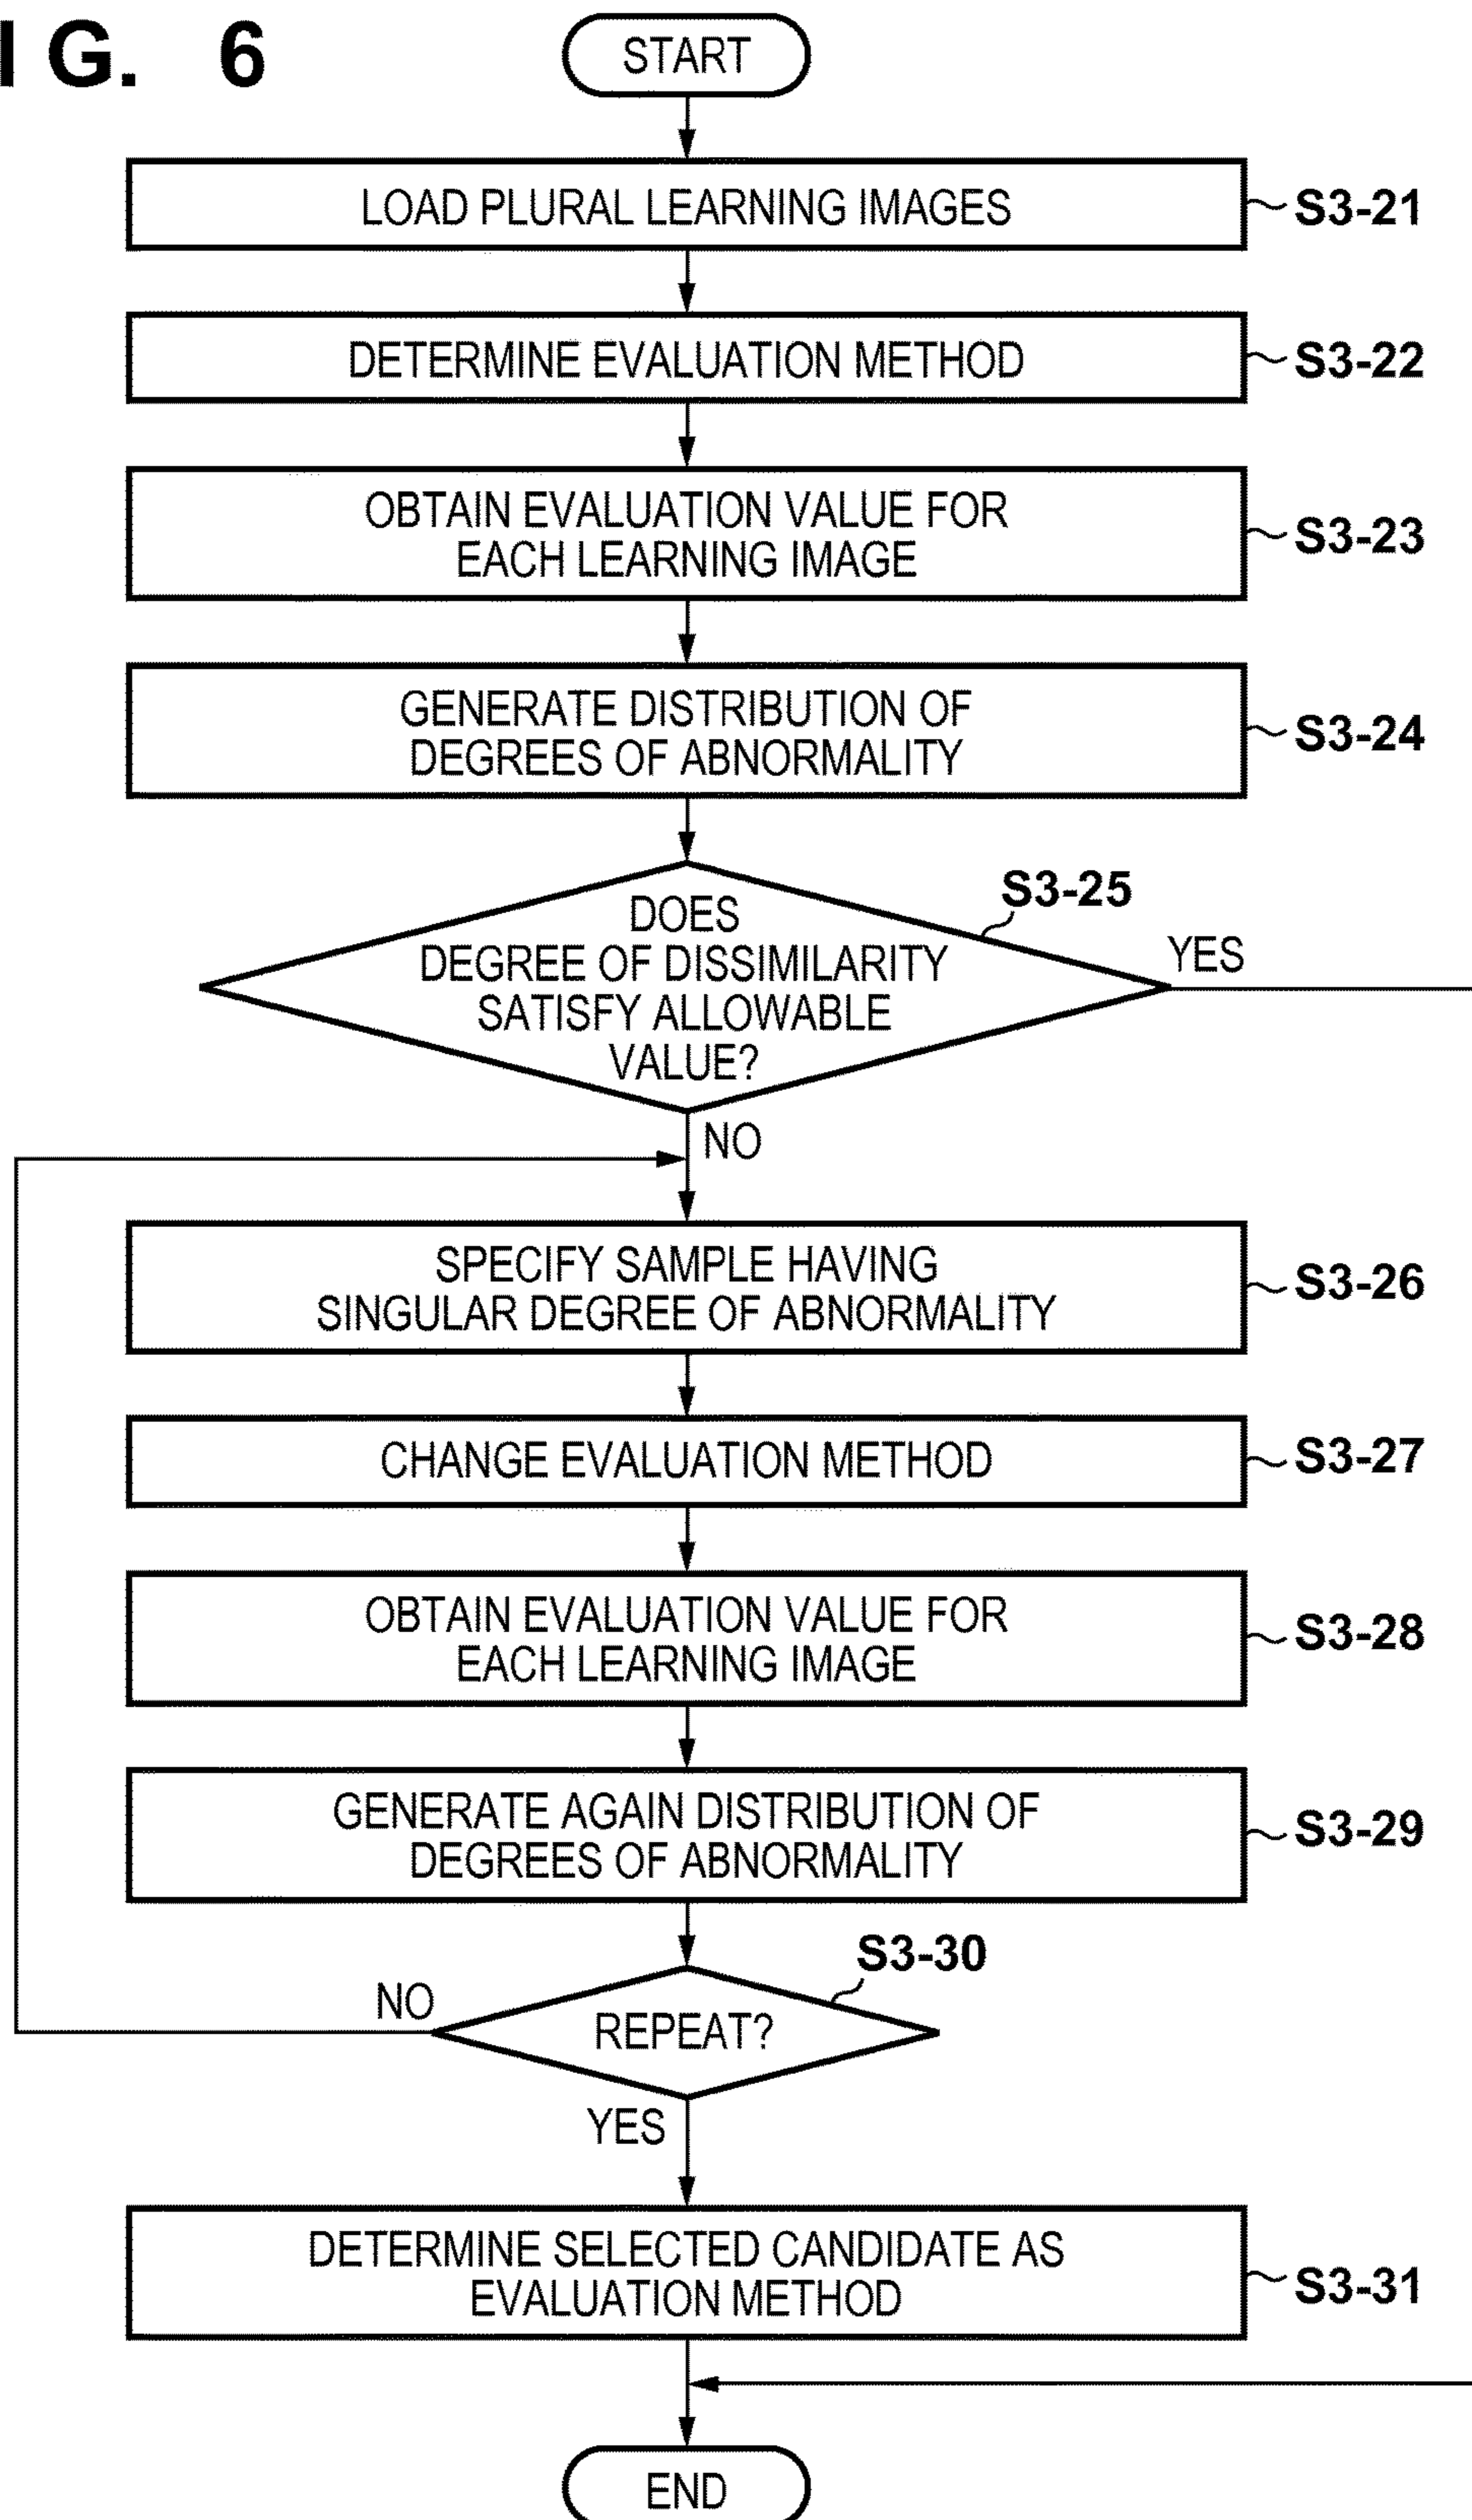 IG. 6
START
LOAD PLURAL LEARNING IMAGES
S3-21
DETERMINE EVALUATION METHOD
S3-22
OBTAIN EVALUATION VALUE FOR
EACH LEARNING IMAGE
S3-23
GENERATE DISTRIBUTION OF
DEGREES OF ABNORMALITY
S3-24
S3-25
DOES
DEGREE OF DISSIMILARITY
SATISFY ALLOWABLE
VALUE?
YES
NO
SPECIFY SAMPLE HAVING
SINGULAR DEGREE OF ABNORMALITY
S3-26
CHANGE EVALUATION METHOD
S3-27
OBTAIN EVALUATION VALUE FOR
EACH LEARNING IMAGE
S3-28
GENERATE AGAIN DISTRIBUTION OF
DEGREES OF ABNORMALITY
S3-29
S3-30
NO
REPEAT?
YES
DETERMINE SELECTED CANDIDATE AS
EVALUATION METHOD
S3-31
END